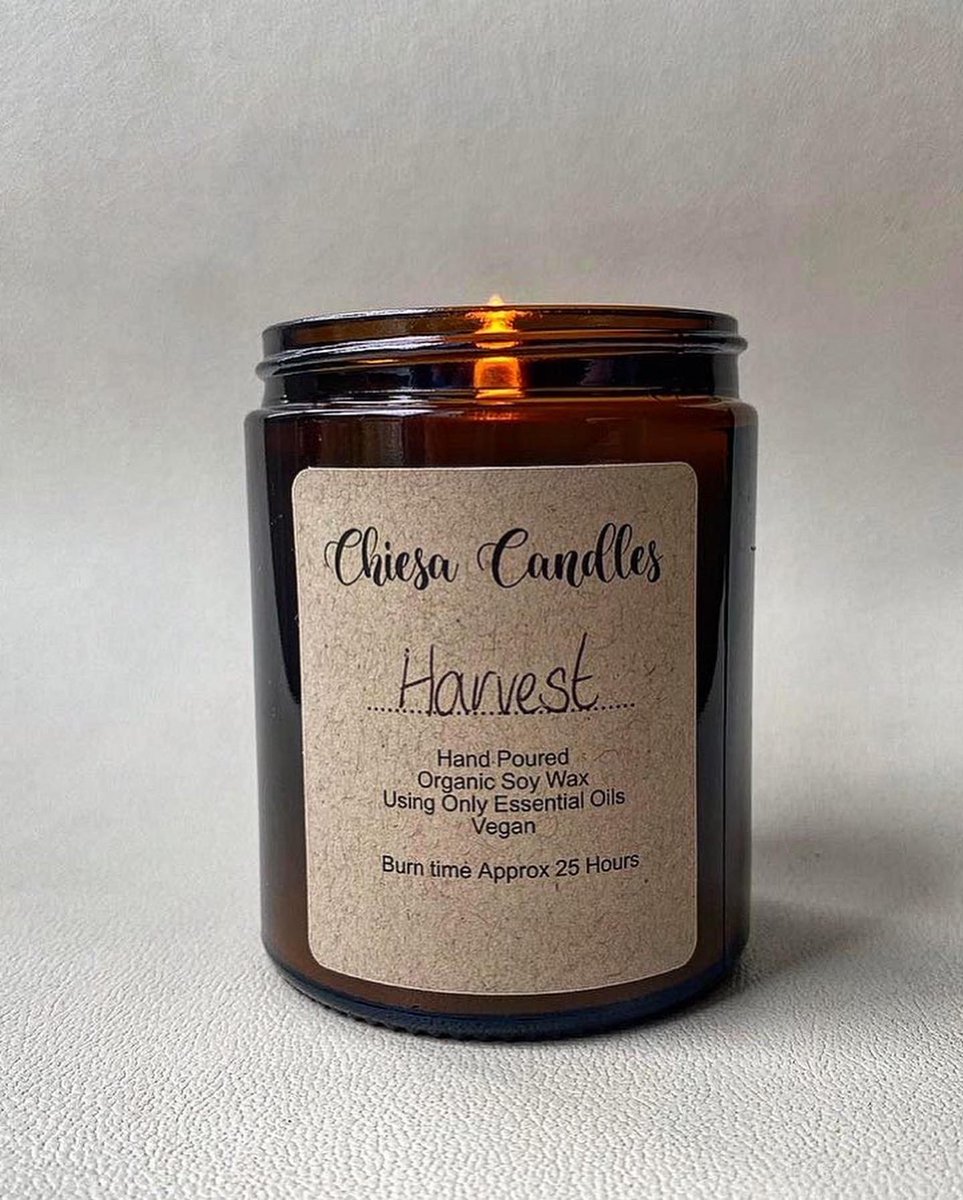 Chiesa Candles
Harvest
Hand Poured
Organic Soy Wax
Using Only Essential Oils
Vegan
Burn time Approx 25 Hours